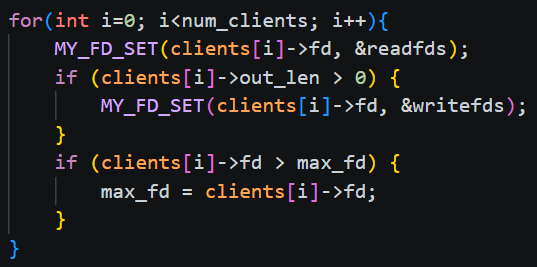 for(int i=0; i<num_clients; i++){
    MY_FD_SET(clients[i]->fd, &readfds);
    if (clients[i]->out_len > 0) {
        MY_FD_SET(clients[i]->fd, &writefds);
    }
    if (clients[i]->fd > max_fd) {
        max_fd = clients[i]->fd;
    }
}